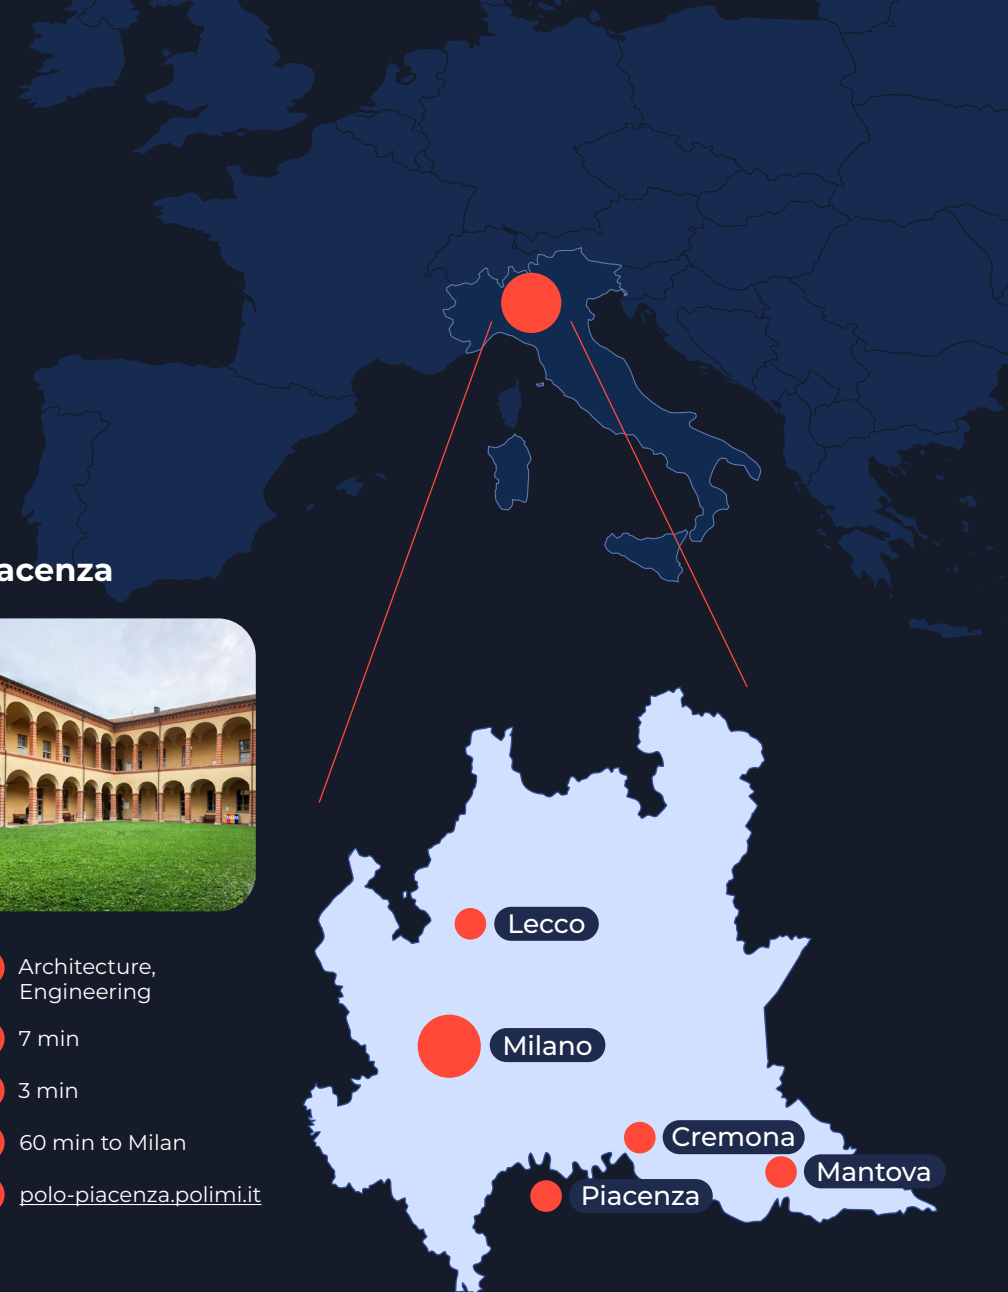 acenza
Architecture,
Engineering
7 min
3 min
60 min to Milan
polo-piacenza.polimi.it
Lecco
Milano
Cremona
Mantova
Piacenza